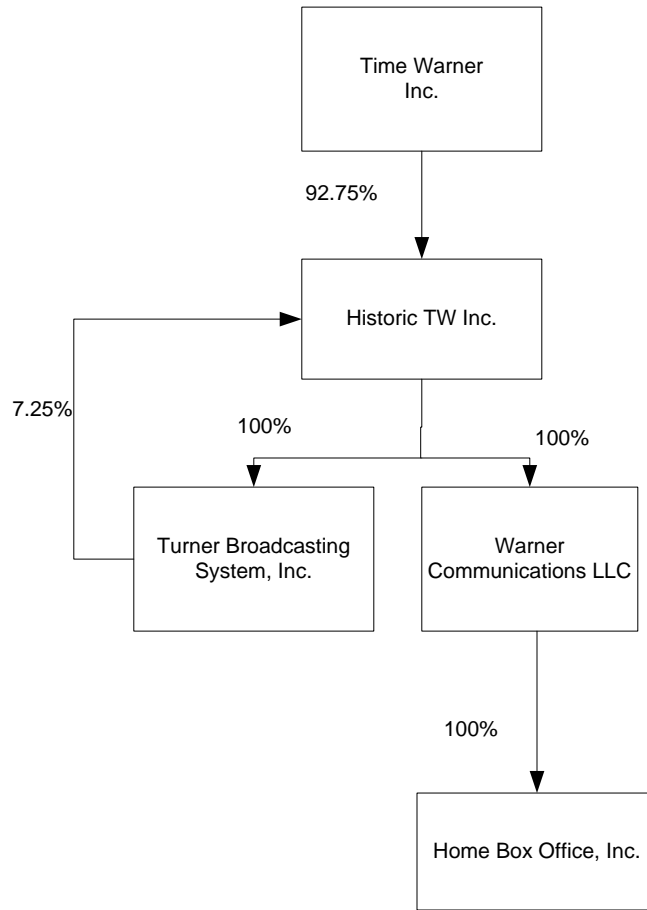 Time Warner
Inc.
92.75%
Historic TW Inc.
7.25%
100%
100%
Turner Broadcasting
System, Inc.
Warner
Communications LLC
100%
Home Box Office, Inc.